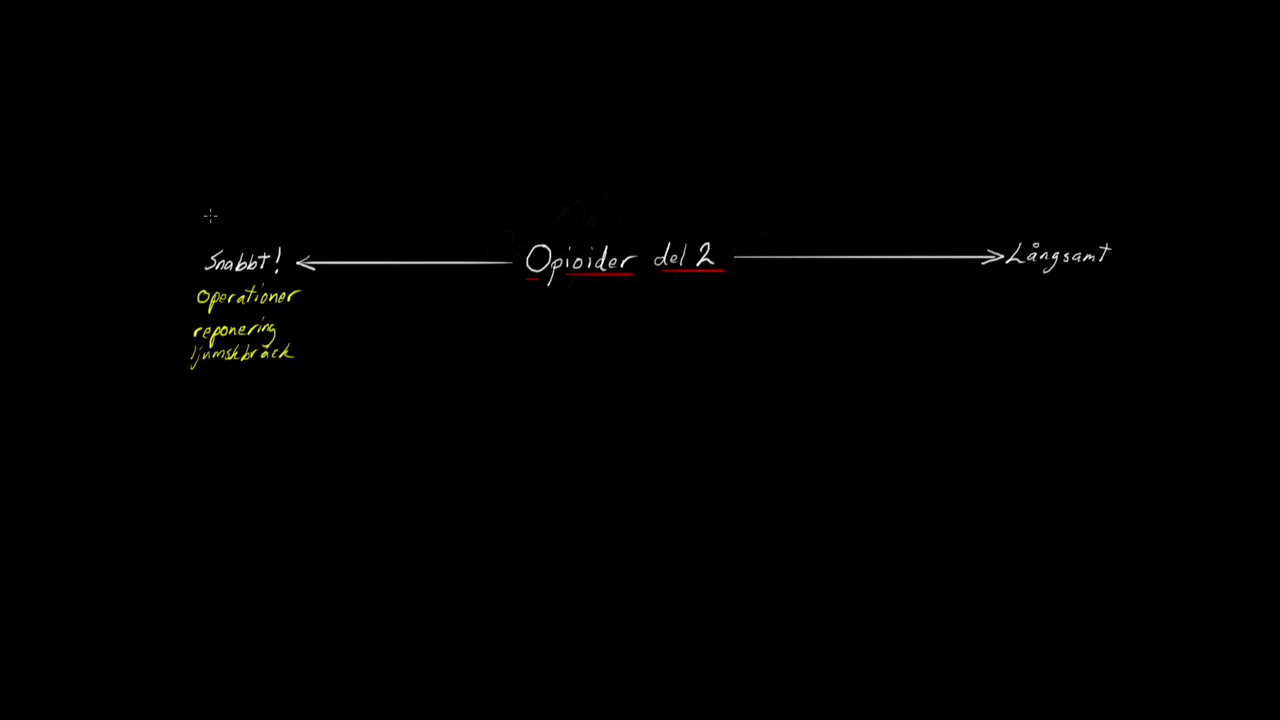 Snabbt! Opioider del 2 Långsamt
Operationer
reponering
ljumskbråck